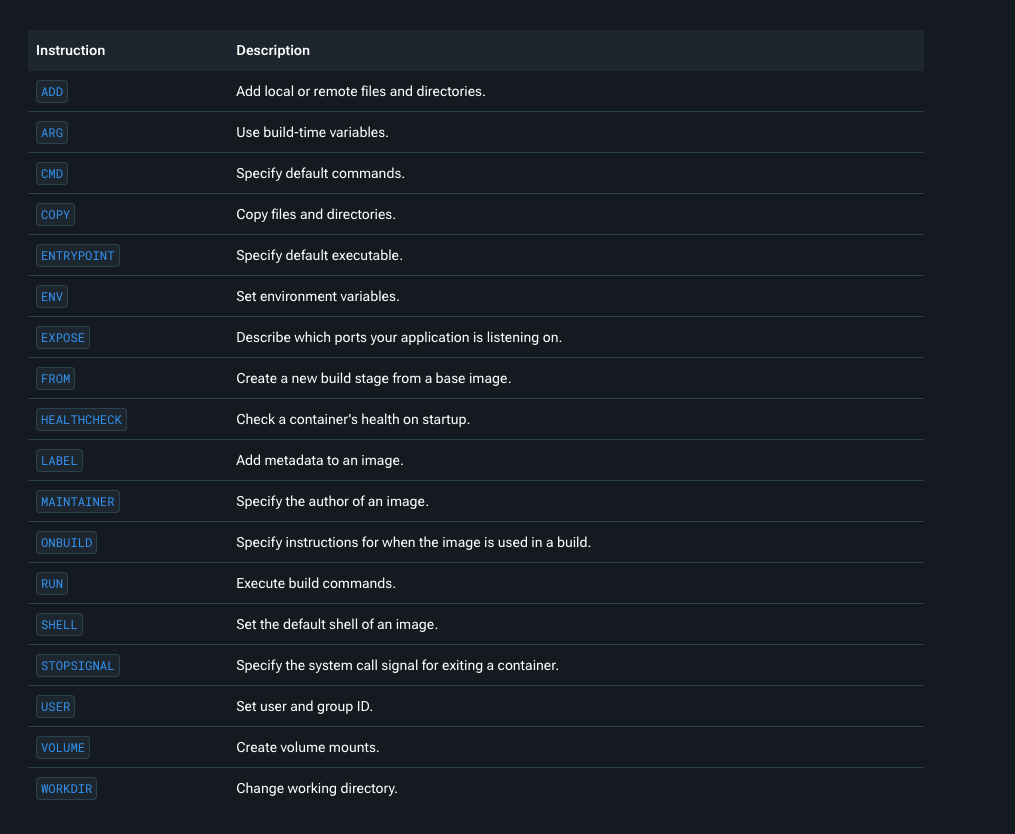 Instruction Description
ADD Add local or remote files and directories.
ARG Use build-time variables.
CMD Specify default commands.
COPY Copy files and directories.
ENTRYPOINT Specify default executable.
ENV Set environment variables.
EXPOSE Describe which ports your application is listening on.
FROM Create a new build stage from a base image.
HEALTHCHECK Check a container's health on startup.
LABEL Add metadata to an image.
MAINTAINER Specify the author of an image.
ONBUILD Specify instructions for when the image is used in a build.
RUN Execute build commands.
SHELL Set the default shell of an image.
STOPSIGNAL Specify the system call signal for exiting a container.
USER Set user and group ID.
VOLUME Create volume mounts.
WORKDIR Change working directory.